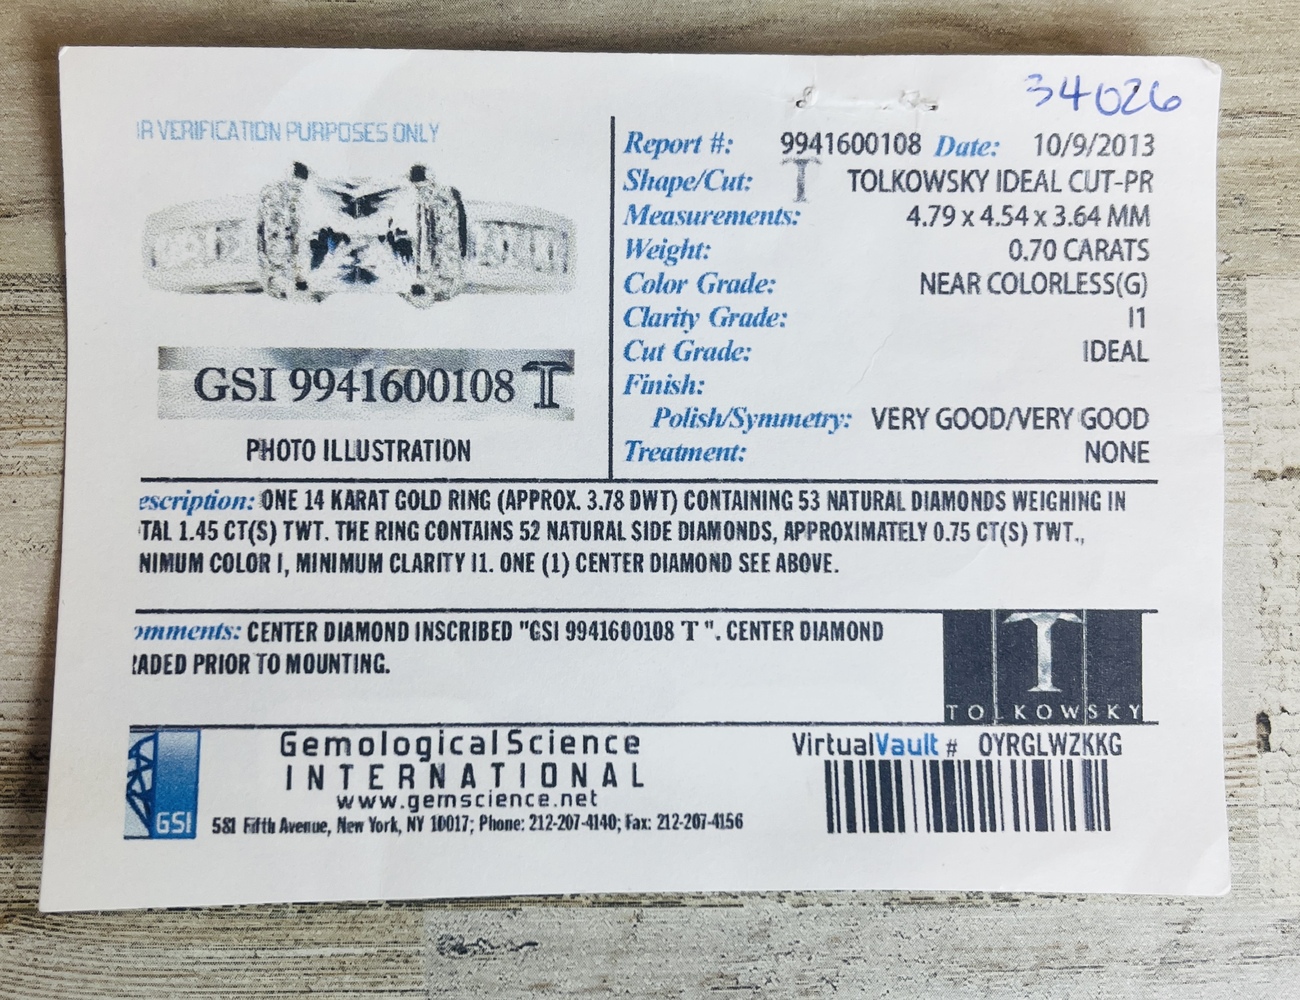 34026
R VERIFICATION PURPOSES ONLY
GSI 9941600108 T
PHOTO ILLUSTRATION
Report #: 9941600108 Date: 10/9/2013
Shape/Cut: T TOLKOWSKY IDEAL CUT-PR
Measurements: 4.79 x 4.54 x 3.64 MM
Weight: 0.70 CARATS
Color Grade: NEAR COLORLESS(G)
Clarity Grade: I1
Cut Grade: IDEAL
Finish:
Polish/Symmetry: VERY GOOD/VERY GOOD
Treatment: NONE
escription: ONE 14 KARAT GOLD RING (APPROX. 3.78 DWT) CONTAINING 53 NATURAL DIAMONDS WEIGHING IN
TAL 1.45 CT(S) TWT. THE RING CONTAINS 52 NATURAL SIDE DIAMONDS, APPROXIMATELY 0.75 CT(S) TWT.,
NIMUM COLOR I, MINIMUM CLARITY I1. ONE (1) CENTER DIAMOND SEE ABOVE.
omments: CENTER DIAMOND INSCRIBED "GSI 9941600108 T ". CENTER DIAMOND
ADED PRIOR TO MOUNTING.
T
TOLKOWSKY
GSI
GemologicalScience
INTERNATIONAL
www.gemscience.net
581 Fifth Avenue, New York, NY 10017; Phone: 212-207-4140; Fax: 212-207-4156
VirtualVault # OYRGLWZKKG